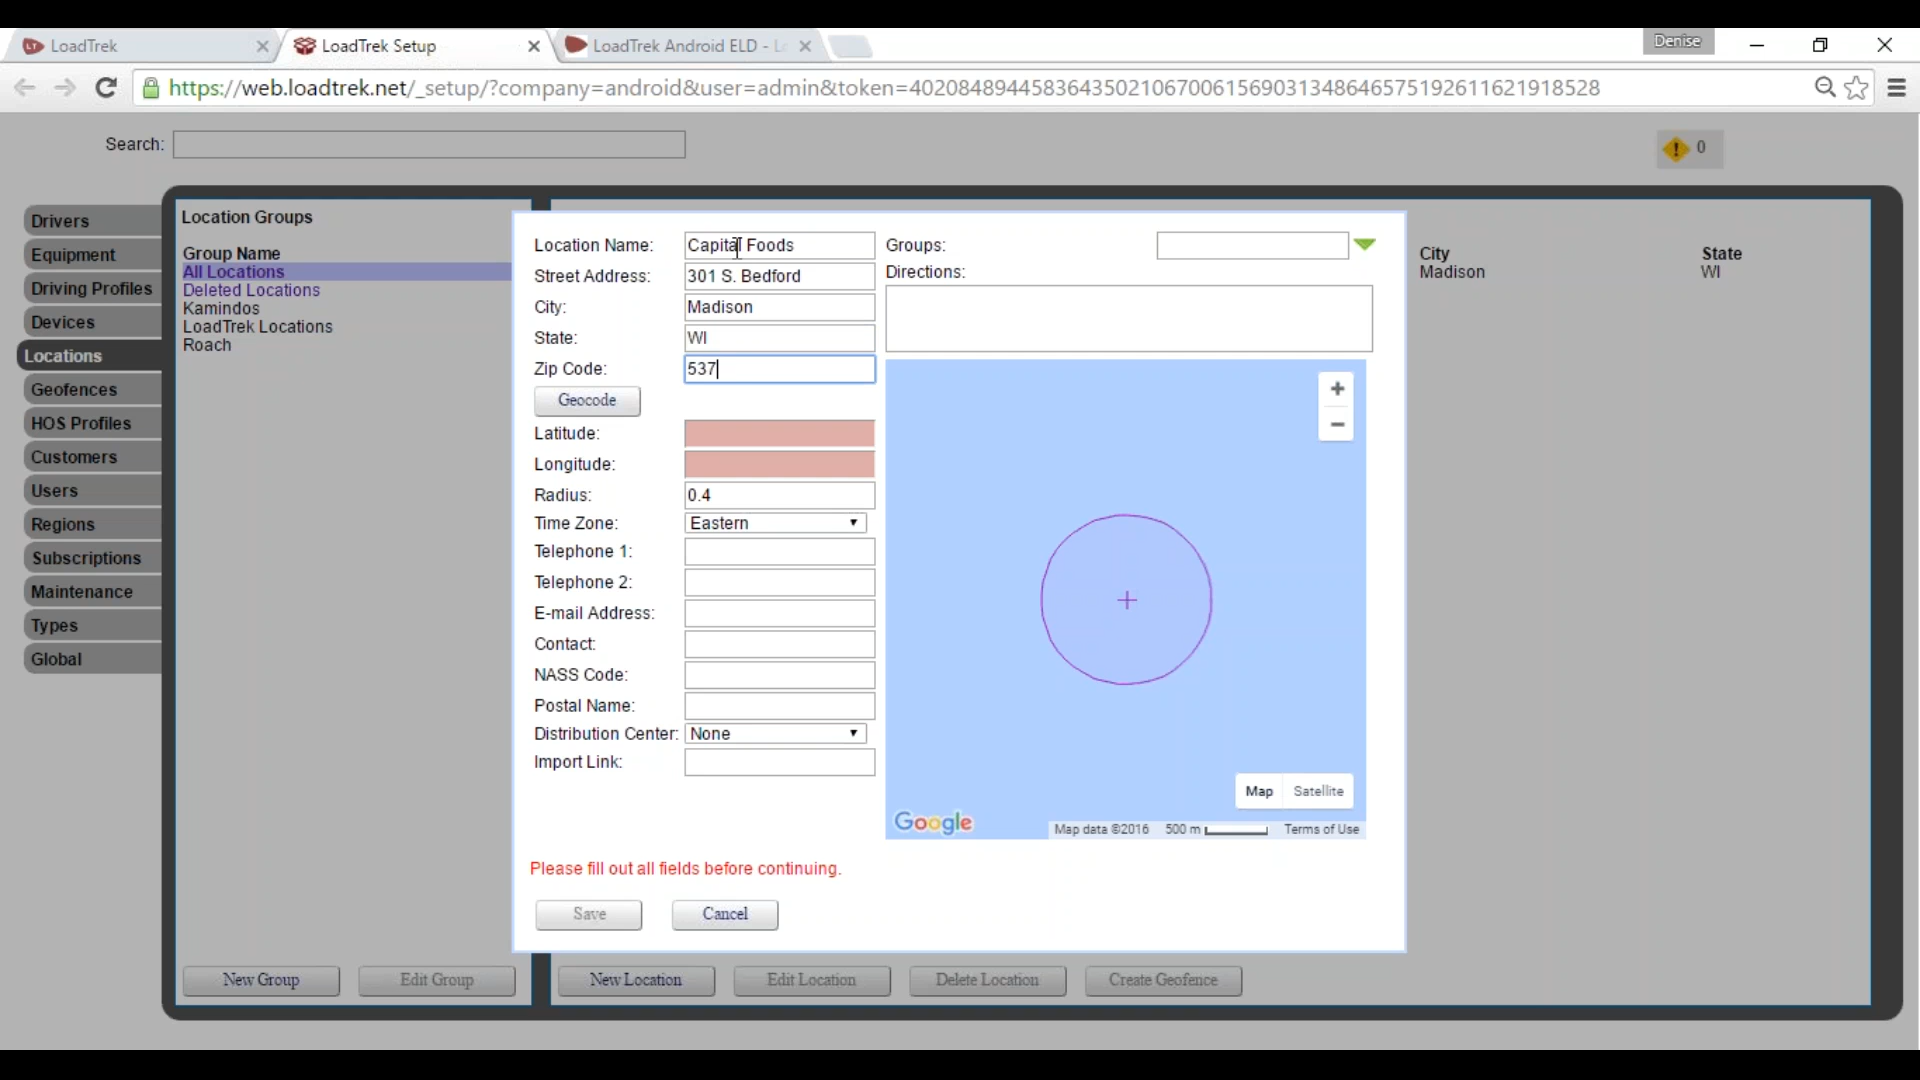 LoadTrek
LoadTrek Setup
LoadTrek Android ELD - L
Denise
https://web.loadtrek.net/_setup/?company=android&user=admin&token=4020848944583643502106700615690313486465751926116219185​28
Search:
0
Drivers
Equipment
Driving Profiles
Devices
Locations
Geofences
HOS Profiles
Customers
Users
Regions
Subscriptions
Maintenance
Types
Global
Location Groups
Group Name
All Locations
Deleted Locations
Kamindos
LoadTrek Locations
Roach
Location Name: Capital Foods
Street Address: 301 S. Bedford
City: Madison
State: WI
Zip Code: 537
Geocode
Latitude:
Longitude:
Radius: 0.4
Time Zone: Eastern
Telephone 1:
Telephone 2:
E-mail Address:
Contact:
NASS Code:
Postal Name:
Distribution Center: None
Import Link:
Groups:
Directions:
+
−
Map Satellite
Google
Map data ©2016 500 m Terms of Use
Please fill out all fields before continuing.
Save Cancel
City State
Madison WI
New Group Edit Group New Location Edit Location Delete Location Create Geofence